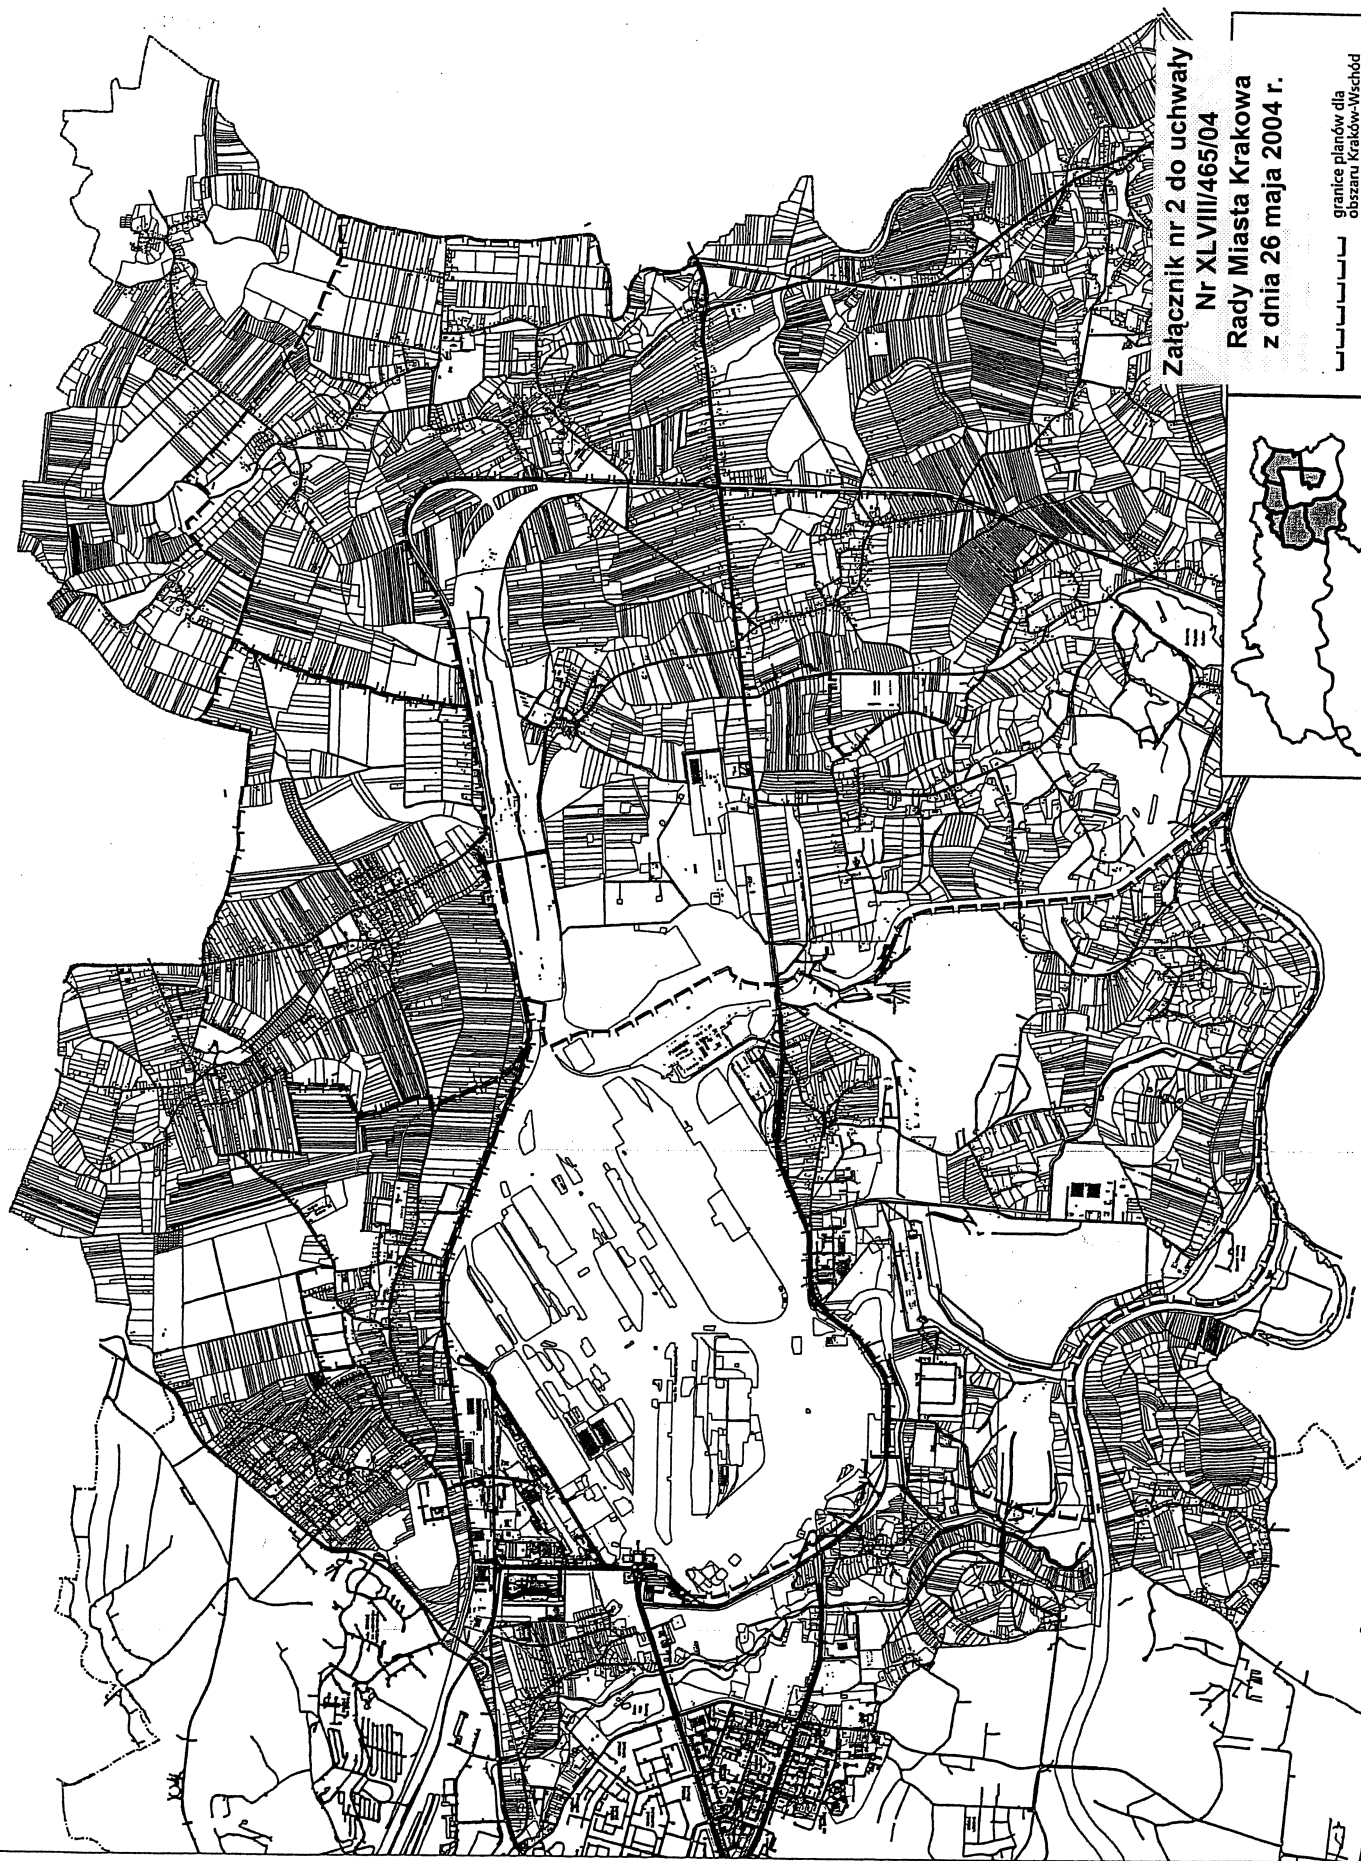 Załącznik nr 2 do uchwały
Nr XLVIII/465/04
Rady Miasta Krakowa
z dnia 26 maja 2004 r.
granice planów dla
obszaru Kraków-Wschód